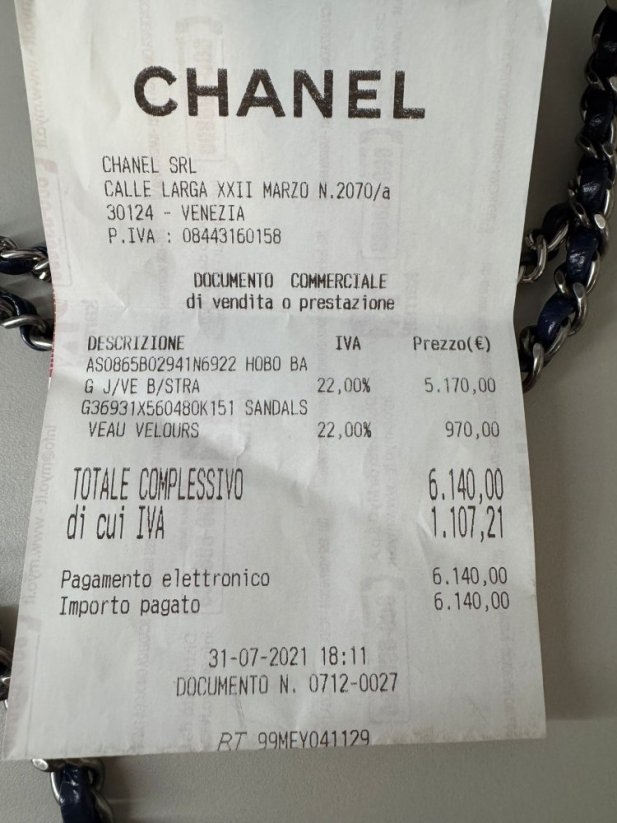 CHANEL
CHANEL SRL
CALLE LARGA XXII MARZO N.2070/a
30124 - VENEZIA
P.IVA : 08443160158
DOCUMENTO COMMERCIALE
di vendita o prestazione
DESCRIZIONE IVA Prezzo(€)
AS0865B02941N6922 HOBO BA
G J/VE B/STRA 22,00% 5.170,00
G36931X560480K151 SANDALS
VEAU VELOURS 22,00% 970,00
TOTALE COMPLESSIVO 6.140,00
di cui IVA 1.107,21
Pagamento elettronico 6.140,00
Importo pagato 6.140,00
31-07-2021 18:11
DOCUMENTO N. 0712-0027
RT 99MEY041129